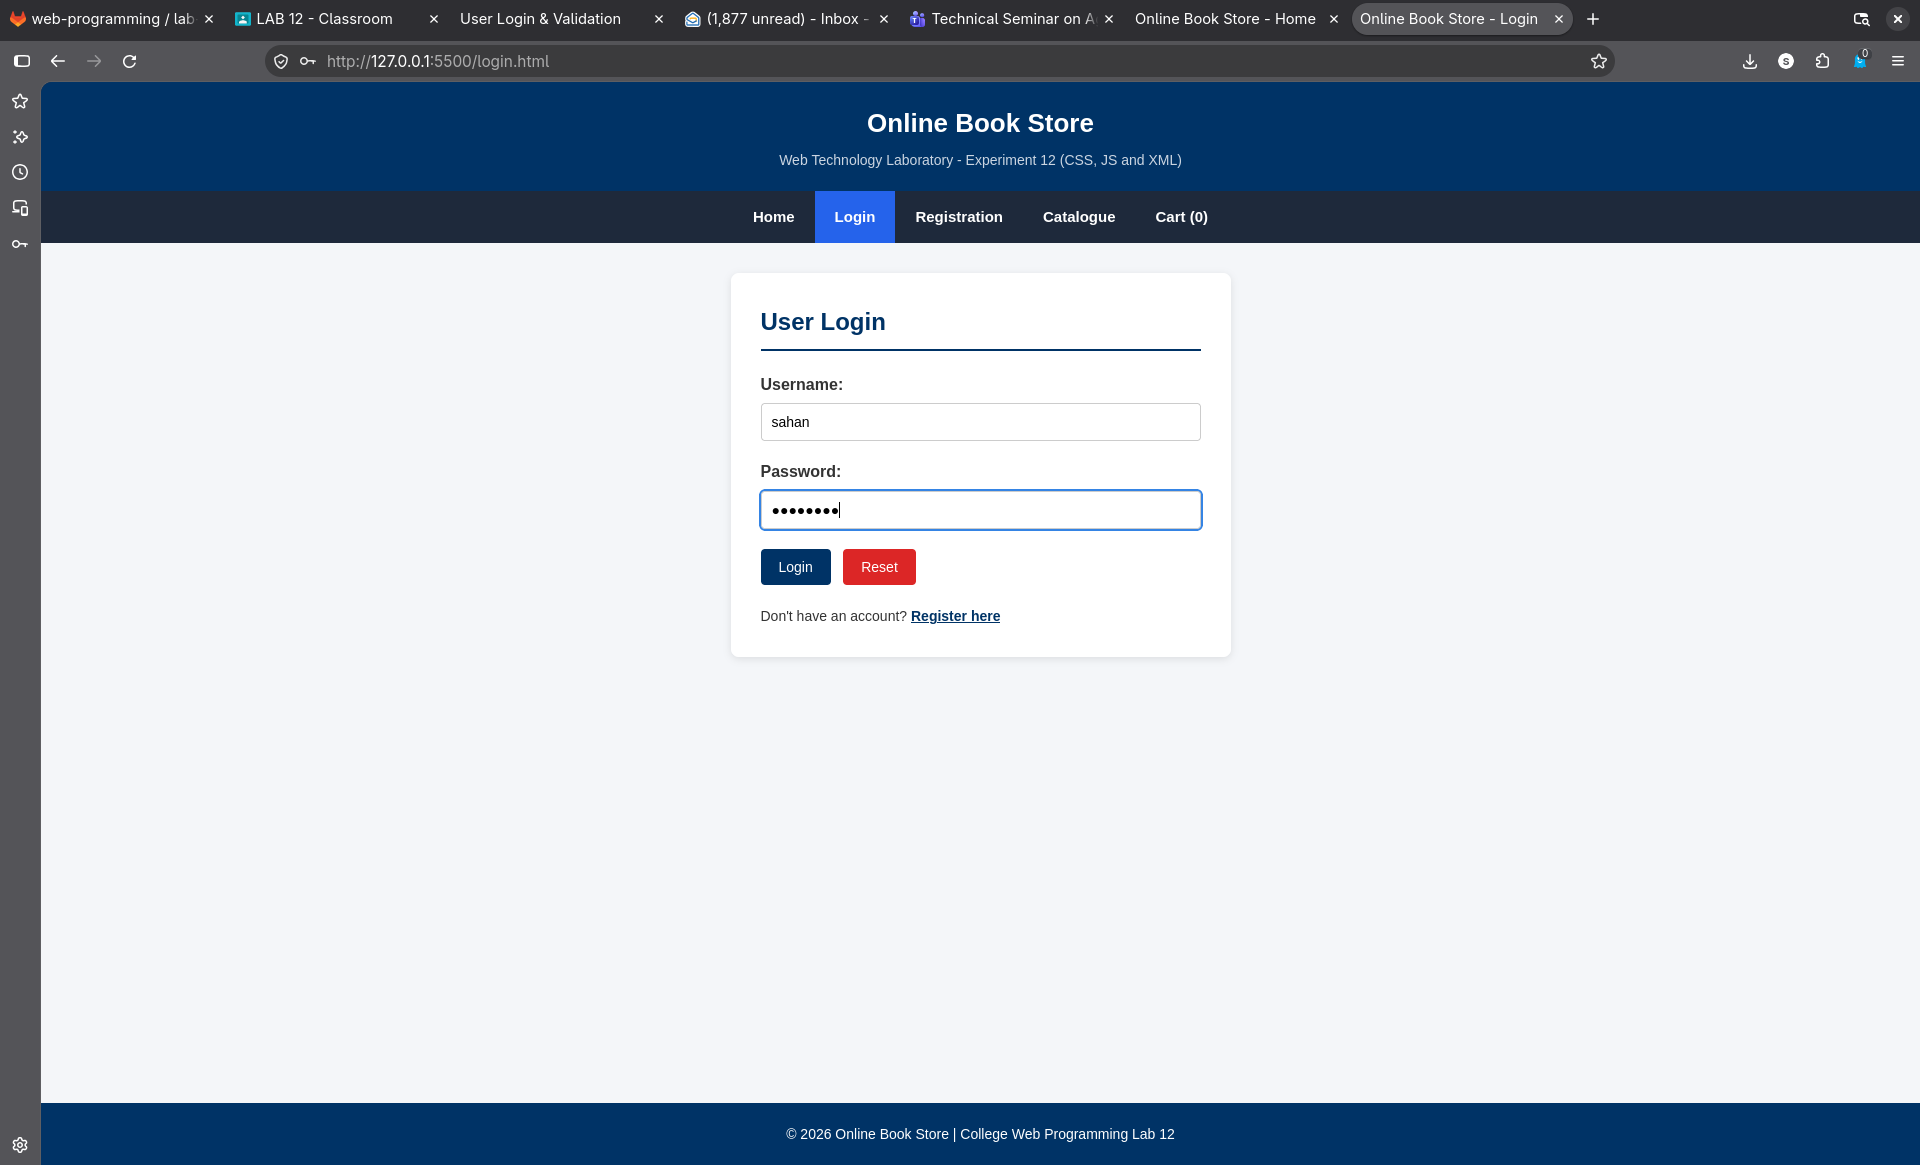 web-programming / lab
LAB 12 - Classroom
User Login & Validation
(1,877 unread) - Inbox -
Technical Seminar on A
Online Book Store - Home
Online Book Store - Login
http://127.0.0.1:5500/login.html
S
0
Online Book Store
Web Technology Laboratory - Experiment 12 (CSS, JS and XML)
Home Login Registration Catalogue Cart (0)
User Login
Username:
sahan
Password:
●●●●●●●●
Login Reset
Don't have an account? Register here
© 2026 Online Book Store | College Web Programming Lab 12